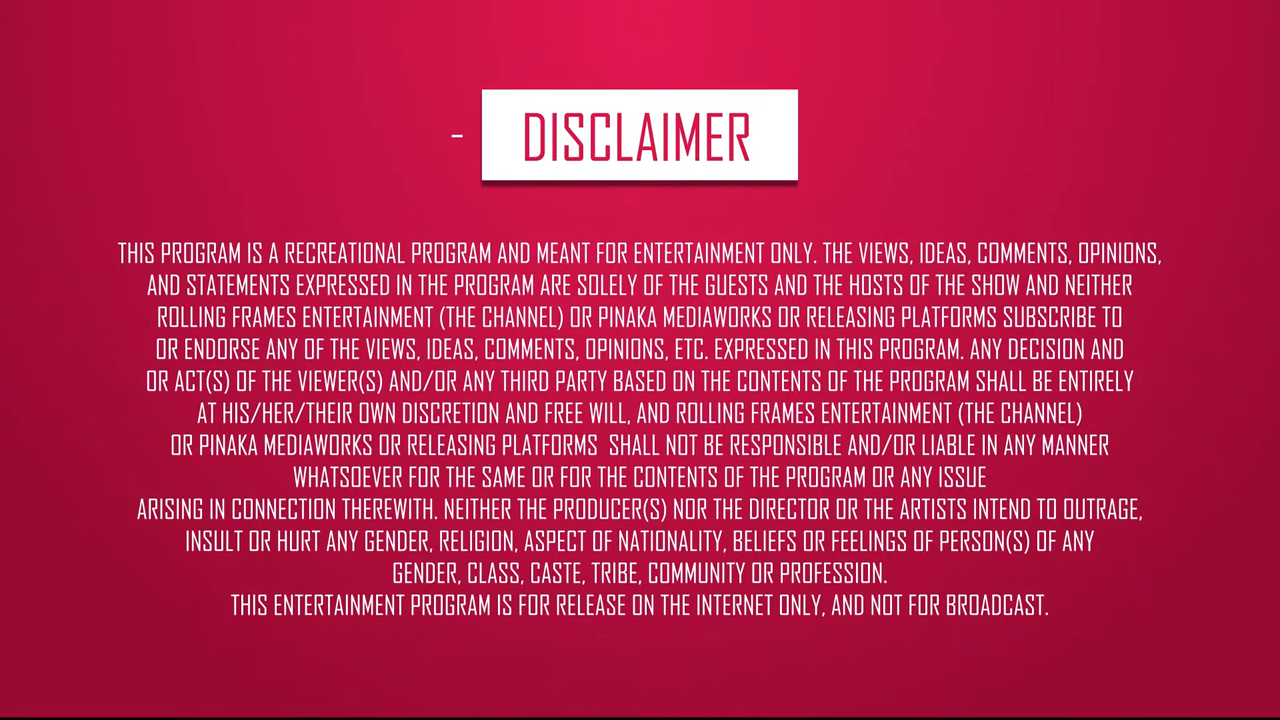 - DISCLAIMER
THIS PROGRAM IS A RECREATIONAL PROGRAM AND MEANT FOR ENTERTAINMENT ONLY. THE VIEWS, IDEAS, COMMENTS, OPINIONS,
AND STATEMENTS EXPRESSED IN THE PROGRAM ARE SOLELY OF THE GUESTS AND THE HOSTS OF THE SHOW AND NEITHER
ROLLING FRAMES ENTERTAINMENT (THE CHANNEL) OR PINAKA MEDIAWORKS OR RELEASING PLATFORMS SUBSCRIBE TO
OR ENDORSE ANY OF THE VIEWS, IDEAS, COMMENTS, OPINIONS, ETC. EXPRESSED IN THIS PROGRAM. ANY DECISION AND
OR ACT(S) OF THE VIEWER(S) AND/OR ANY THIRD PARTY BASED ON THE CONTENTS OF THE PROGRAM SHALL BE ENTIRELY
AT HIS/HER/THEIR OWN DISCRETION AND FREE WILL, AND ROLLING FRAMES ENTERTAINMENT (THE CHANNEL)
OR PINAKA MEDIAWORKS OR RELEASING PLATFORMS SHALL NOT BE RESPONSIBLE AND/OR LIABLE IN ANY MANNER
WHATSOEVER FOR THE SAME OR FOR THE CONTENTS OF THE PROGRAM OR ANY ISSUE
ARISING IN CONNECTION THEREWITH. NEITHER THE PRODUCER(S) NOR THE DIRECTOR OR THE ARTISTS INTEND TO OUTRAGE,
INSULT OR HURT ANY GENDER, RELIGION, ASPECT OF NATIONALITY, BELIEFS OR FEELINGS OF PERSON(S) OF ANY
GENDER, CLASS, CASTE, TRIBE, COMMUNITY OR PROFESSION.
THIS ENTERTAINMENT PROGRAM IS FOR RELEASE ON THE INTERNET ONLY, AND NOT FOR BROADCAST.